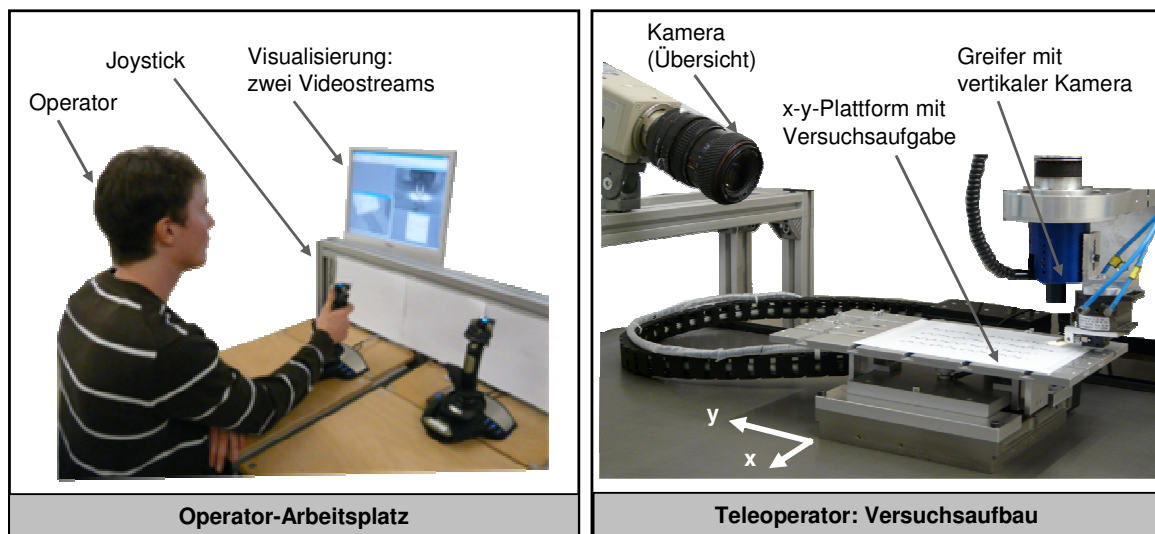 Joystick
Visualisierung:
zwei Videostreams
Operator
Operator-Arbeitsplatz
Kamera
(Übersicht)
Greifer mit
vertikaler Kamera
x-y-Plattform mit
Versuchsaufgabe
y
x
Teleoperator: Versuchsaufbau